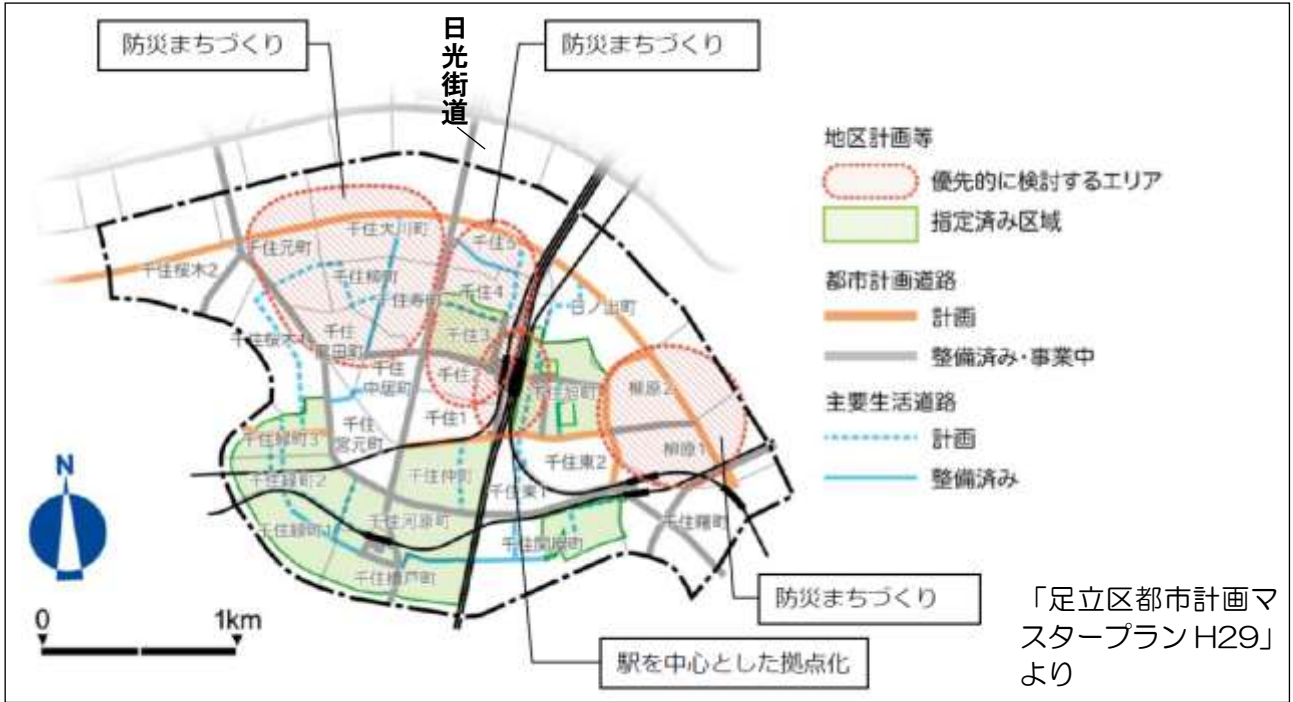 防災まちづくり
日光街道
防災まちづくり
地区計画等
優先的に検討するエリア
指定済み区域
都市計画道路
計画
整備済み・事業中
主要生活道路
計画
整備済み
千住大川町
千住5
千住元町
千住桜木2
千住柳町
千住4
千住寿町
日ノ出町
千住3
千住桜木1
千住
龍田町
千住2
千住
中居町
千住旭町
柳原2
千住1
千住
宮元町
千住緑町3
柳原1
千住東2
千住仲町
千住緑町2
千住東1
千住曙町
千住河原町
千住緑町1
千住関屋町
千住橋戸町
N
0
1km
防災まちづくり
駅を中心とした拠点化
「足立区都市計画マ
スタープランH29」
より